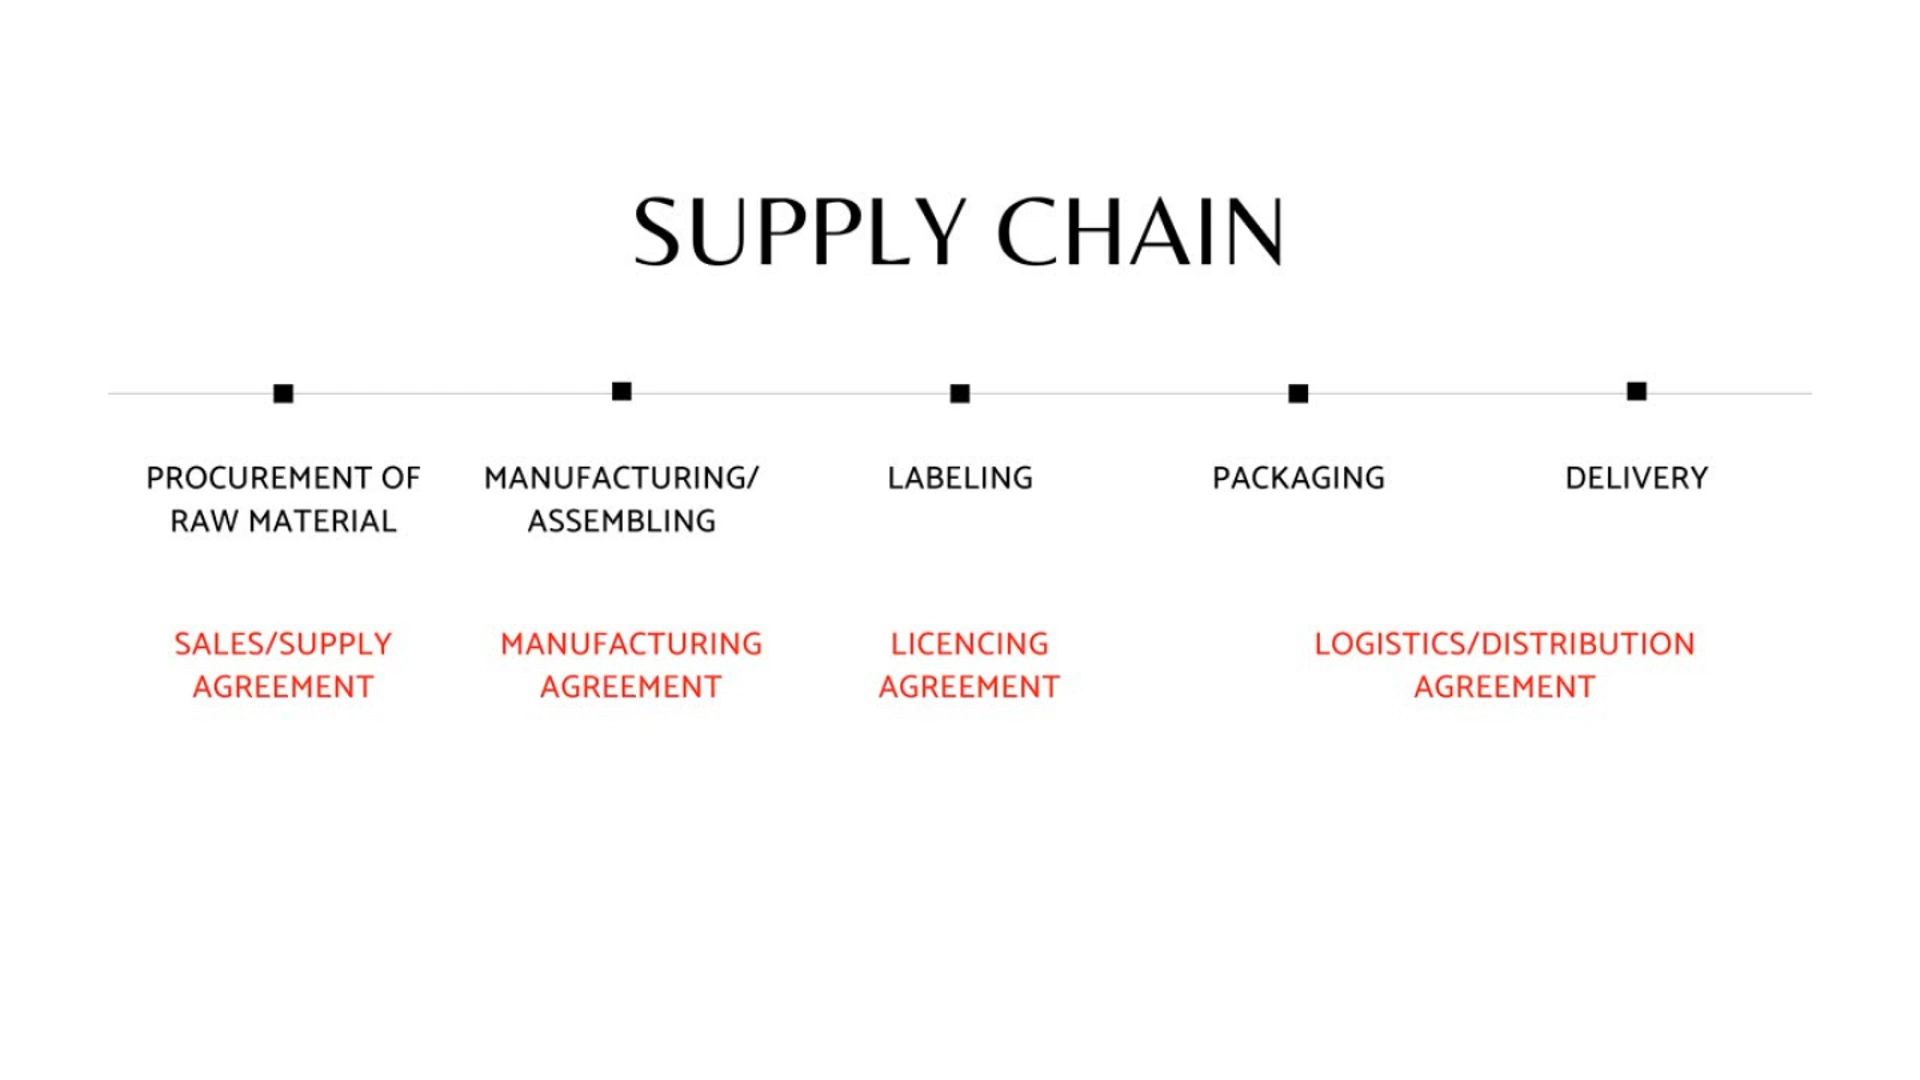 SUPPLY CHAIN
PROCUREMENT OF
RAW MATERIAL
MANUFACTURING/
ASSEMBLING
LABELING
PACKAGING
DELIVERY
SALES/SUPPLY
AGREEMENT
MANUFACTURING
AGREEMENT
LICENCING
AGREEMENT
LOGISTICS/DISTRIBUTION
AGREEMENT